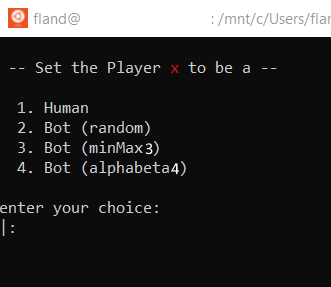 fland@ : /mnt/c/Users/flan
-- Set the Player x to be a --
1. Human
2. Bot (random)
3. Bot (minMax3)
4. Bot (alphabeta4)
enter your choice:
|: